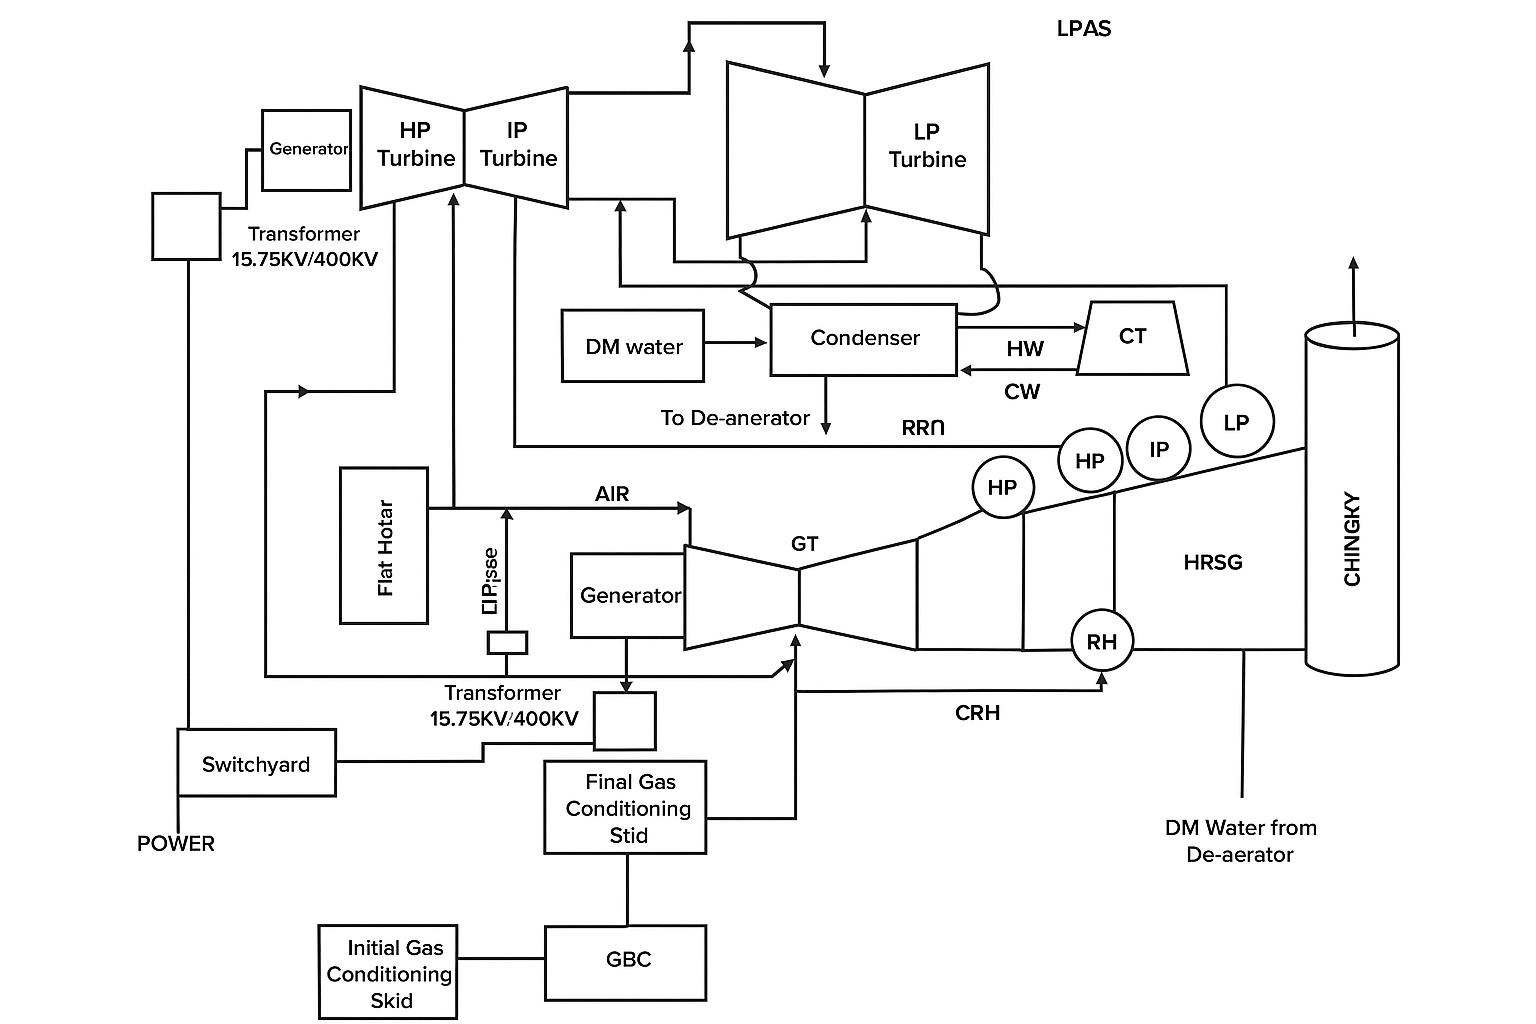 LPAS
HP
Turbine
IP
Turbine
LP
Turbine
Generator
Transformer
15.75KV/400KV
DM water
Condenser
HW
CW
CT
To De-anerator
LP
IP
HP
HP
AIR
Flat Hotar
GT
Generator
HRSG
CHINGKY
RH
Transformer
15.75KV/400KV
CRH
Switchyard
POWER
Final Gas
Conditioning
Stid
DM Water from
De-aerator
Initial Gas
Conditioning
Skid
GBC